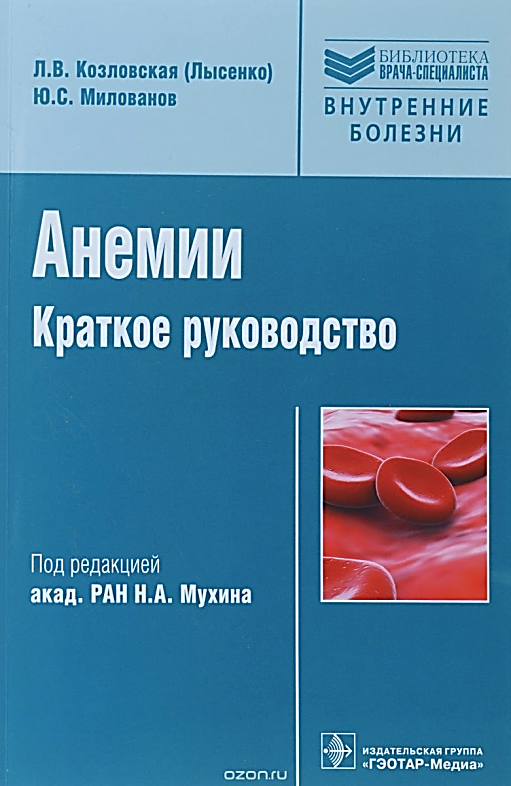 Л.В. Козловская (Лысенко)
Ю.С. Милованов
БИБЛИОТЕКА
ВРАЧА-СПЕЦИАЛИСТА
ВНУТРЕННИЕ
БОЛЕЗНИ
Анемии
Краткое руководство
Под редакцией
акад. РАН Н.А. Мухина
ИЗДАТЕЛЬСКАЯ ГРУППА
«ГЭОТАР-Медиа»
ozon.ru